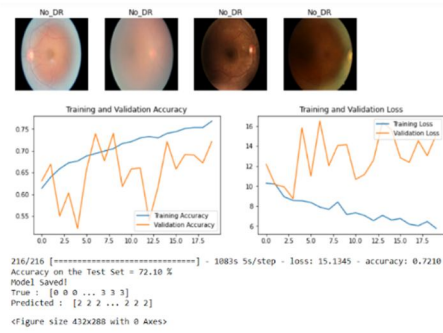 No_DR No_DR No_DR No_DR
Training and Validation Accuracy
0.75
0.70
0.65
0.60
0.55
Training Accuracy
Validation Accuracy
0.0 2.5 5.0 7.5 10.0 12.5 15.0 17.5
Training and Validation Loss
16
14
12
10
8
6
Training Loss
Validation Loss
0.0 2.5 5.0 7.5 10.0 12.5 15.0 17.5
216/216 [==============================] - 1083s 5s/step - loss: 15.1345 - accuracy: 0.7210
Accuracy on the Test Set = 72.10 %
Model Saved!
True : [0 0 0 ... 3 3 3]
Predicted : [2 2 2 ... 2 2 2]
<Figure size 432x288 with 0 Axes>